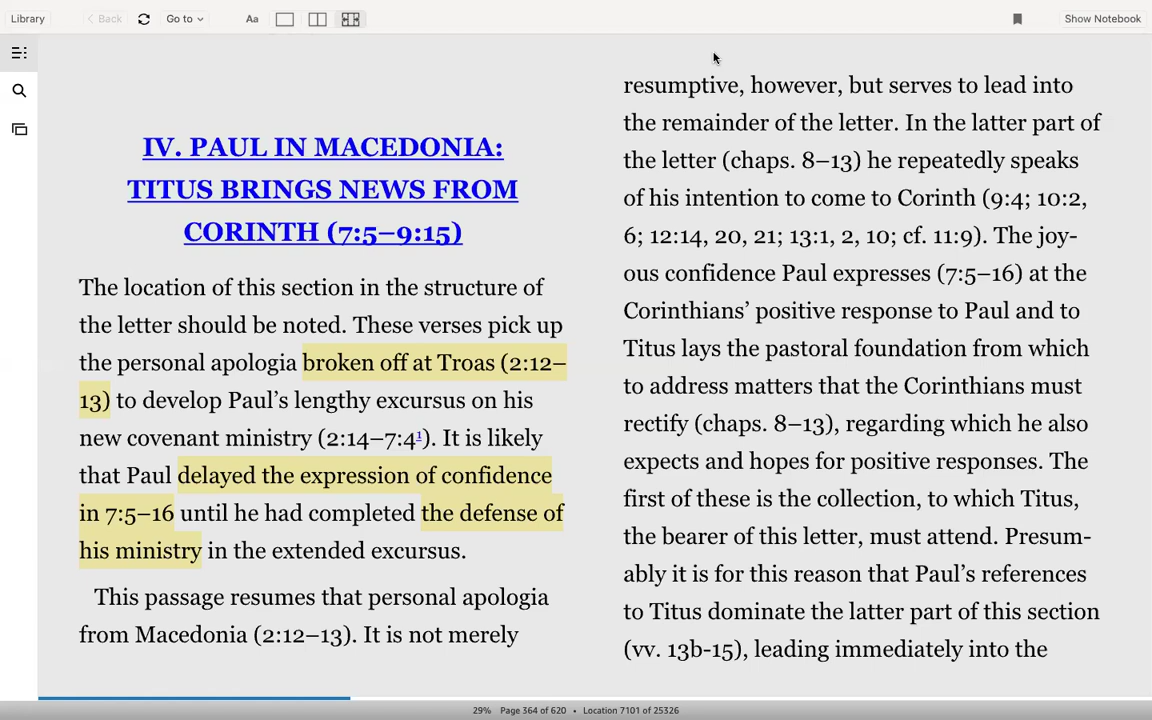 Library
Back
Go to
Aa
Show Notebook
IV. PAUL IN MACEDONIA:
TITUS BRINGS NEWS FROM
CORINTH (7:5–9:15)
The location of this section in the structure of
the letter should be noted. These verses pick up
the personal apologia broken off at Troas (2:12–
13) to develop Paul’s lengthy excursus on his
new covenant ministry (2:14–7:4¹). It is likely
that Paul delayed the expression of confidence
in 7:5–16 until he had completed the defense of
his ministry in the extended excursus.
This passage resumes that personal apologia
from Macedonia (2:12–13). It is not merely
resumptive, however, but serves to lead into
the remainder of the letter. In the latter part of
the letter (chaps. 8–13) he repeatedly speaks
of his intention to come to Corinth (9:4; 10:2,
6; 12:14, 20, 21; 13:1, 2, 10; cf. 11:9). The joy-
ous confidence Paul expresses (7:5–16) at the
Corinthians’ positive response to Paul and to
Titus lays the pastoral foundation from which
to address matters that the Corinthians must
rectify (chaps. 8–13), regarding which he also
expects and hopes for positive responses. The
first of these is the collection, to which Titus,
the bearer of this letter, must attend. Presum-
ably it is for this reason that Paul’s references
to Titus dominate the latter part of this section
(vv. 13b-15), leading immediately into the
29% Page 364 of 620 • Location 7101 of 25326